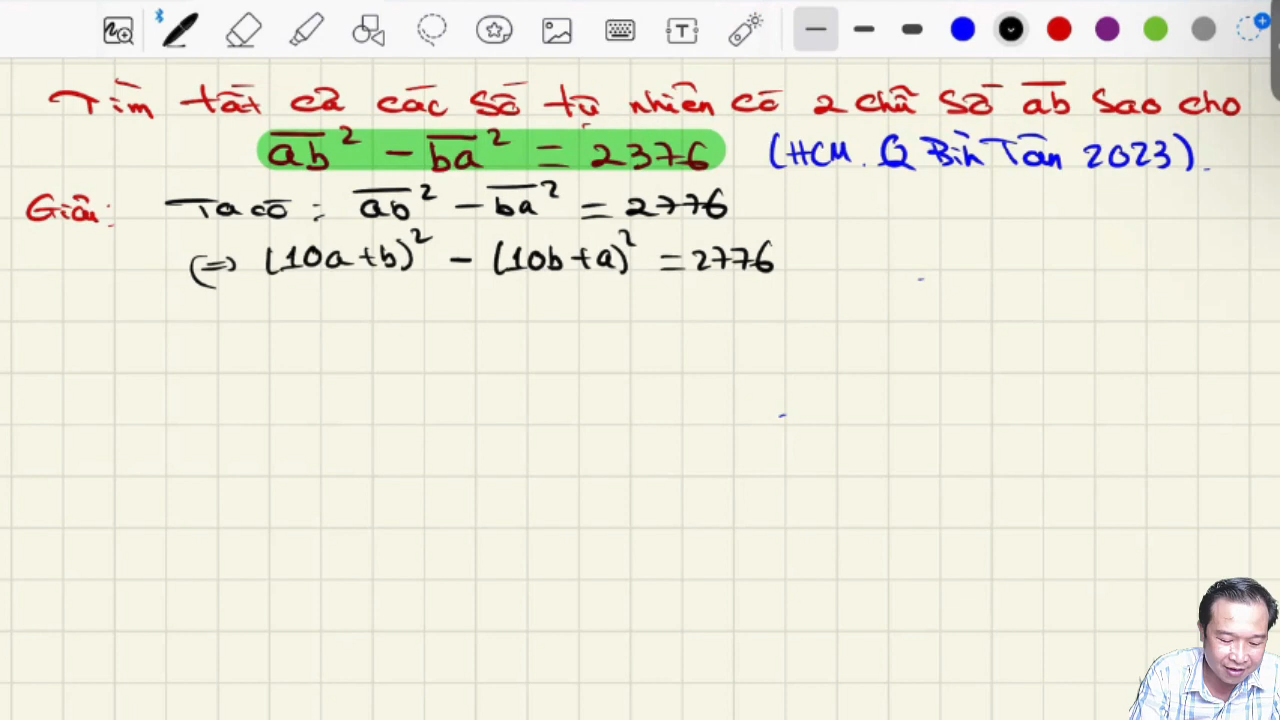 Tìm tất cả các số tự nhiên có 2 chữ số ab sao cho
ab² - ba² = 2376 (HCM. Q Bình Tân 2023).
Giải: Ta có: ab² - ba² = 2776
(=) (10a+b)² - (10b+a)² = 2776